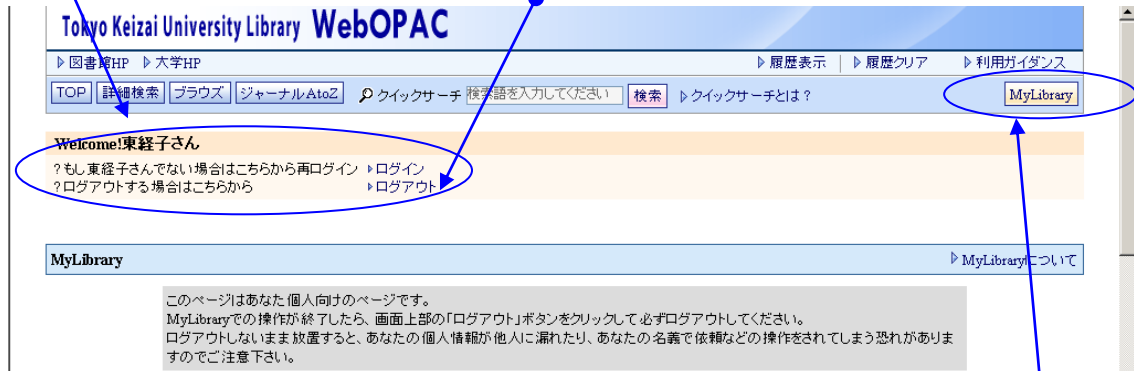 Tokyo Keizai University Library WebOPAC
図書館HP 大学HP 履歴表示 | 履歴クリア 利用ガイダンス
TOP 詳細検索 ブラウズ ジャーナルAtoZ クイックサーチ 検索語を入力してください 検索 クイックサーチとは？ MyLibrary
Welcome!東経子さん
?もし東経子さんでない場合はこちらから再ログイン ログイン
?ログアウトする場合はこちらから ログアウト
MyLibrary MyLibraryについて
このページはあなた個人向けのページです。
MyLibraryでの操作が終了したら、画面上部の「ログアウト」ボタンをクリックして必ずログアウトしてください。
ログアウトしないまま放置すると、あなたの個人情報が他人に漏れたり、あなたの名義で依頼などの操作をされてしまう恐れがありま
すのでご注意下さい。